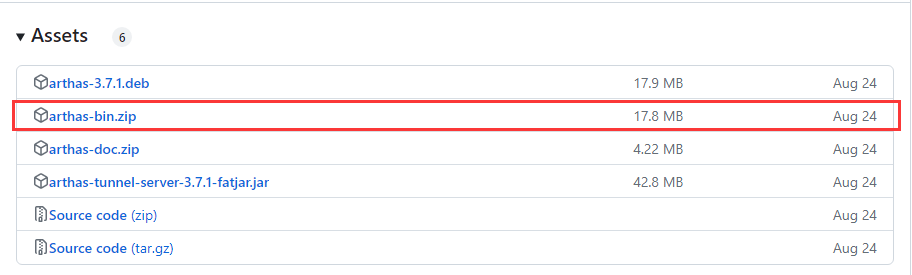 Assets 6
arthas-3.7.1.deb 17.9 MB Aug 24
arthas-bin.zip 17.8 MB Aug 24
arthas-doc.zip 4.22 MB Aug 24
arthas-tunnel-server-3.7.1-fatjar.jar 42.8 MB Aug 24
Source code (zip) Aug 24
Source code (tar.gz) Aug 24